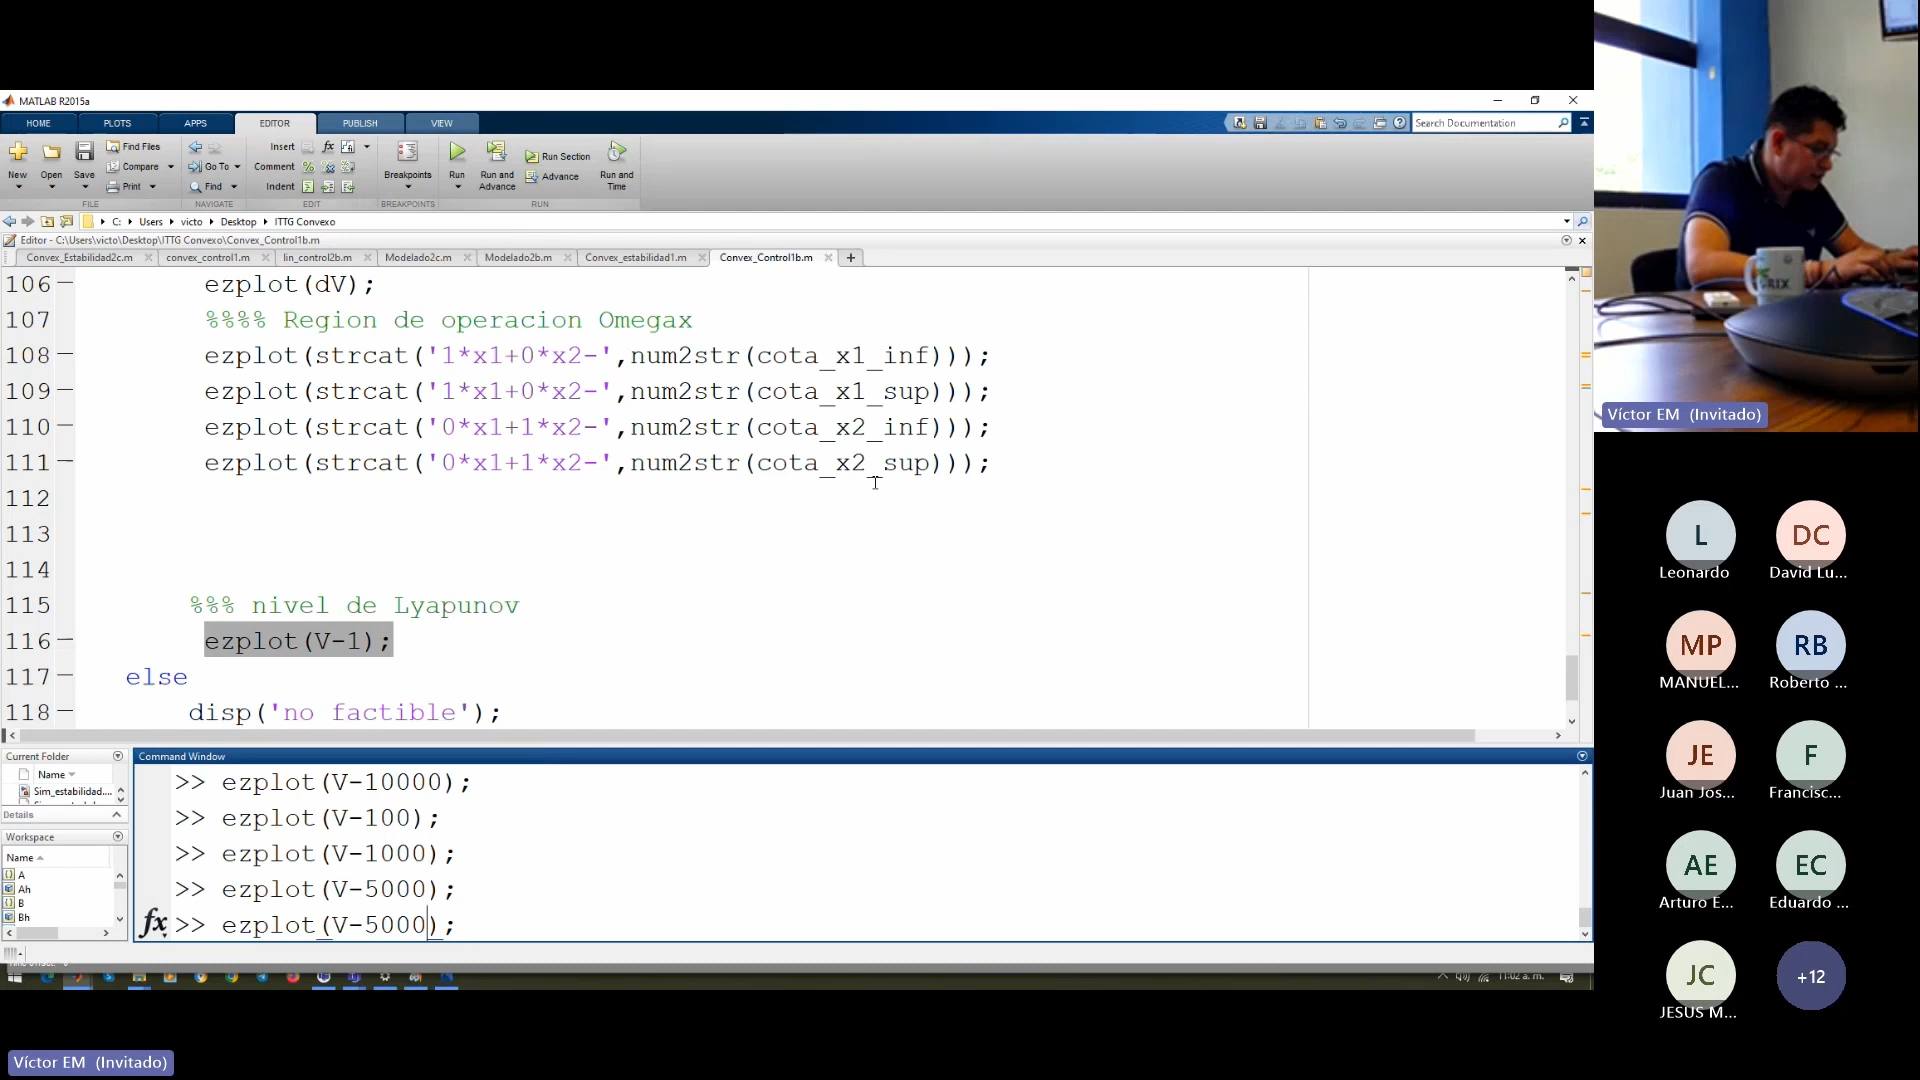 MATLAB R2015a
HOME PLOTS APPS EDITOR PUBLISH VIEW
Search Documentation
New Open Save
Find Files
Compare
Print
FILE
Go To
Find
NAVIGATE
Insert
Comment
Indent
EDIT
Breakpoints
BREAKPOINTS
Run
Run and Advance
Run Section
Advance
Run and Time
RUN
C: Users victo Desktop ITTG Convexo
Editor - C:\Users\victo\Desktop\ITTG Convexo\Convex_Control1b.m
Convex_Estabilidad2c.m convex_control1.m lin_control2b.m Modelado2c.m Modelado2b.m Convex_estabilidad1.m Convex_Control1b.m
106 ezplot(dV);
107 %%%% Region de operacion Omegax
108 ezplot(strcat('1*x1+0*x2-',num2str(cota_x1_inf)));
109 ezplot(strcat('1*x1+0*x2-',num2str(cota_x1_sup)));
110 ezplot(strcat('0*x1+1*x2-',num2str(cota_x2_inf)));
111 ezplot(strcat('0*x1+1*x2-',num2str(cota_x2_sup)));
112
113
114
115 %%% nivel de Lyapunov
116 ezplot(V-1);
117 else
118 disp('no factible');
Current Folder
Name
Sim_estabilidad....
Details
Workspace
Name
A
Ah
B
Bh
Command Window
>> ezplot(V-10000);
>> ezplot(V-100);
>> ezplot(V-1000);
>> ezplot(V-5000);
fx >> ezplot(V-5000);
11:02 a. m.
Víctor EM (Invitado)
Víctor EM (Invitado)
L
Leonardo
DC
David Lu...
MP
MANUEL...
RB
Roberto ...
JE
Juan Jos...
F
Francisc...
AE
Arturo E...
EC
Eduardo ...
JC
JESUS M...
+12